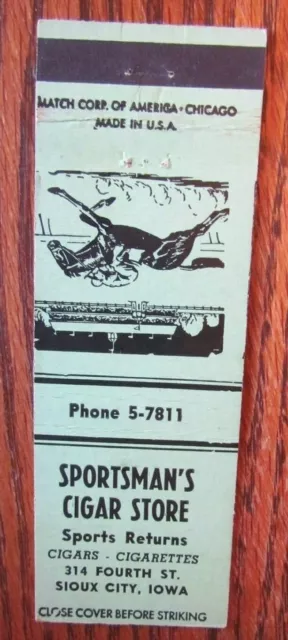 MATCH CORP. OF AMERICA • CHICAGO
MADE IN U.S.A.
Phone 5-7811
SPORTSMAN'S
CIGAR STORE
Sports Returns
CIGARS - CIGARETTES
314 FOURTH ST.
SIOUX CITY, IOWA
CLOSE COVER BEFORE STRIKING